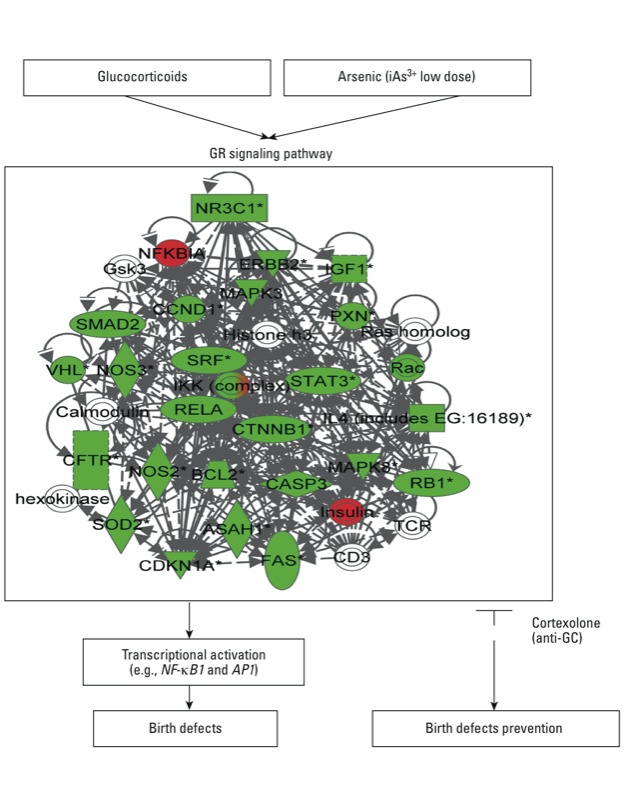 Glucocorticoids
Arsenic (iAs3+ low dose)
GR signaling pathway
NR3C1*
NFKBIA
ERBB2*
Gsk3
IGF1*
MAPK3
CCND1*
PXN*
SMAD2
Histone h3
Ras homolog
SRF*
VHL*
NOS3*
Rac
IKK (complex)
STAT3*
RELA
Calmodulin
CTNNB1*
IL4 (includes EG:16189)*
CFTR*
NOS2*
BCL2*
MAPK8*
CASP3
RB1*
hexokinase
Insulin
SOD2*
ASAH1*
TCR
CDKN1A*
FAS*
CD3
Cortexolone
(anti-GC)
Transcriptional activation
(e.g., NF-κB1 and AP1)
Birth defects
Birth defects prevention